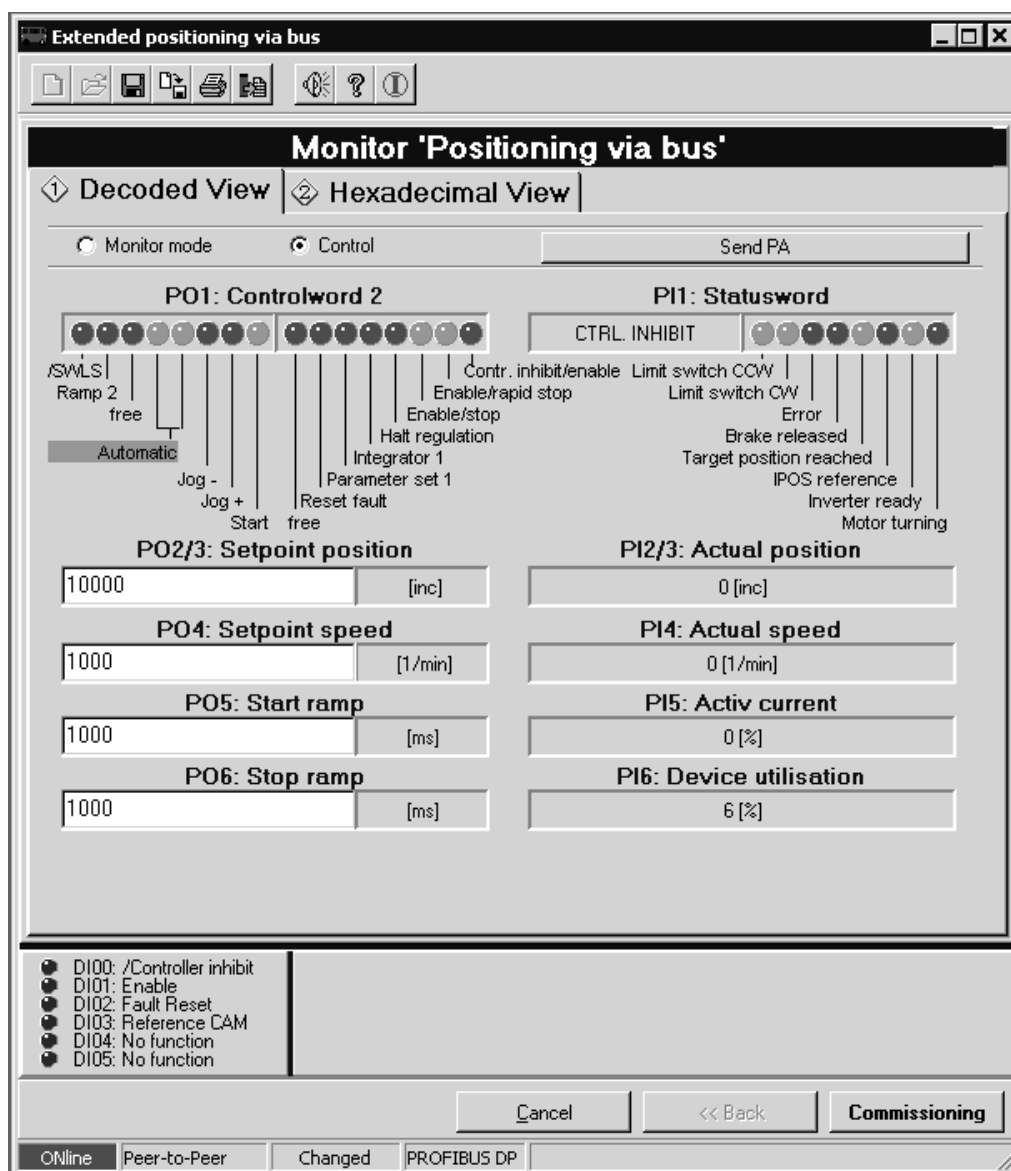 Extended positioning via bus
Monitor 'Positioning via bus'
1 Decoded View
2 Hexadecimal View
Monitor mode
Control
Send PA
PO1: Controlword 2
PI1: Statusword
CTRL. INHIBIT
/SWLS
Ramp 2
free
Automatic
Jog -
Jog +
Start
free
Reset fault
Parameter set 1
Integrator 1
Halt regulation
Enable/stop
Enable/rapid stop
Contr. inhibit/enable
Limit switch CCW
Limit switch CW
Error
Brake released
Target position reached
IPOS reference
Inverter ready
Motor turning
PO2/3: Setpoint position
PI2/3: Actual position
10000 [inc]
0 [inc]
PO4: Setpoint speed
PI4: Actual speed
1000 [1/min]
0 [1/min]
PO5: Start ramp
PI5: Activ current
1000 [ms]
0 [%]
PO6: Stop ramp
PI6: Device utilisation
1000 [ms]
6 [%]
DI00: /Controller inhibit
DI01: Enable
DI02: Fault Reset
DI03: Reference CAM
DI04: No function
DI05: No function
Cancel
<< Back
Commissioning
ONline
Peer-to-Peer
Changed
PROFIBUS DP